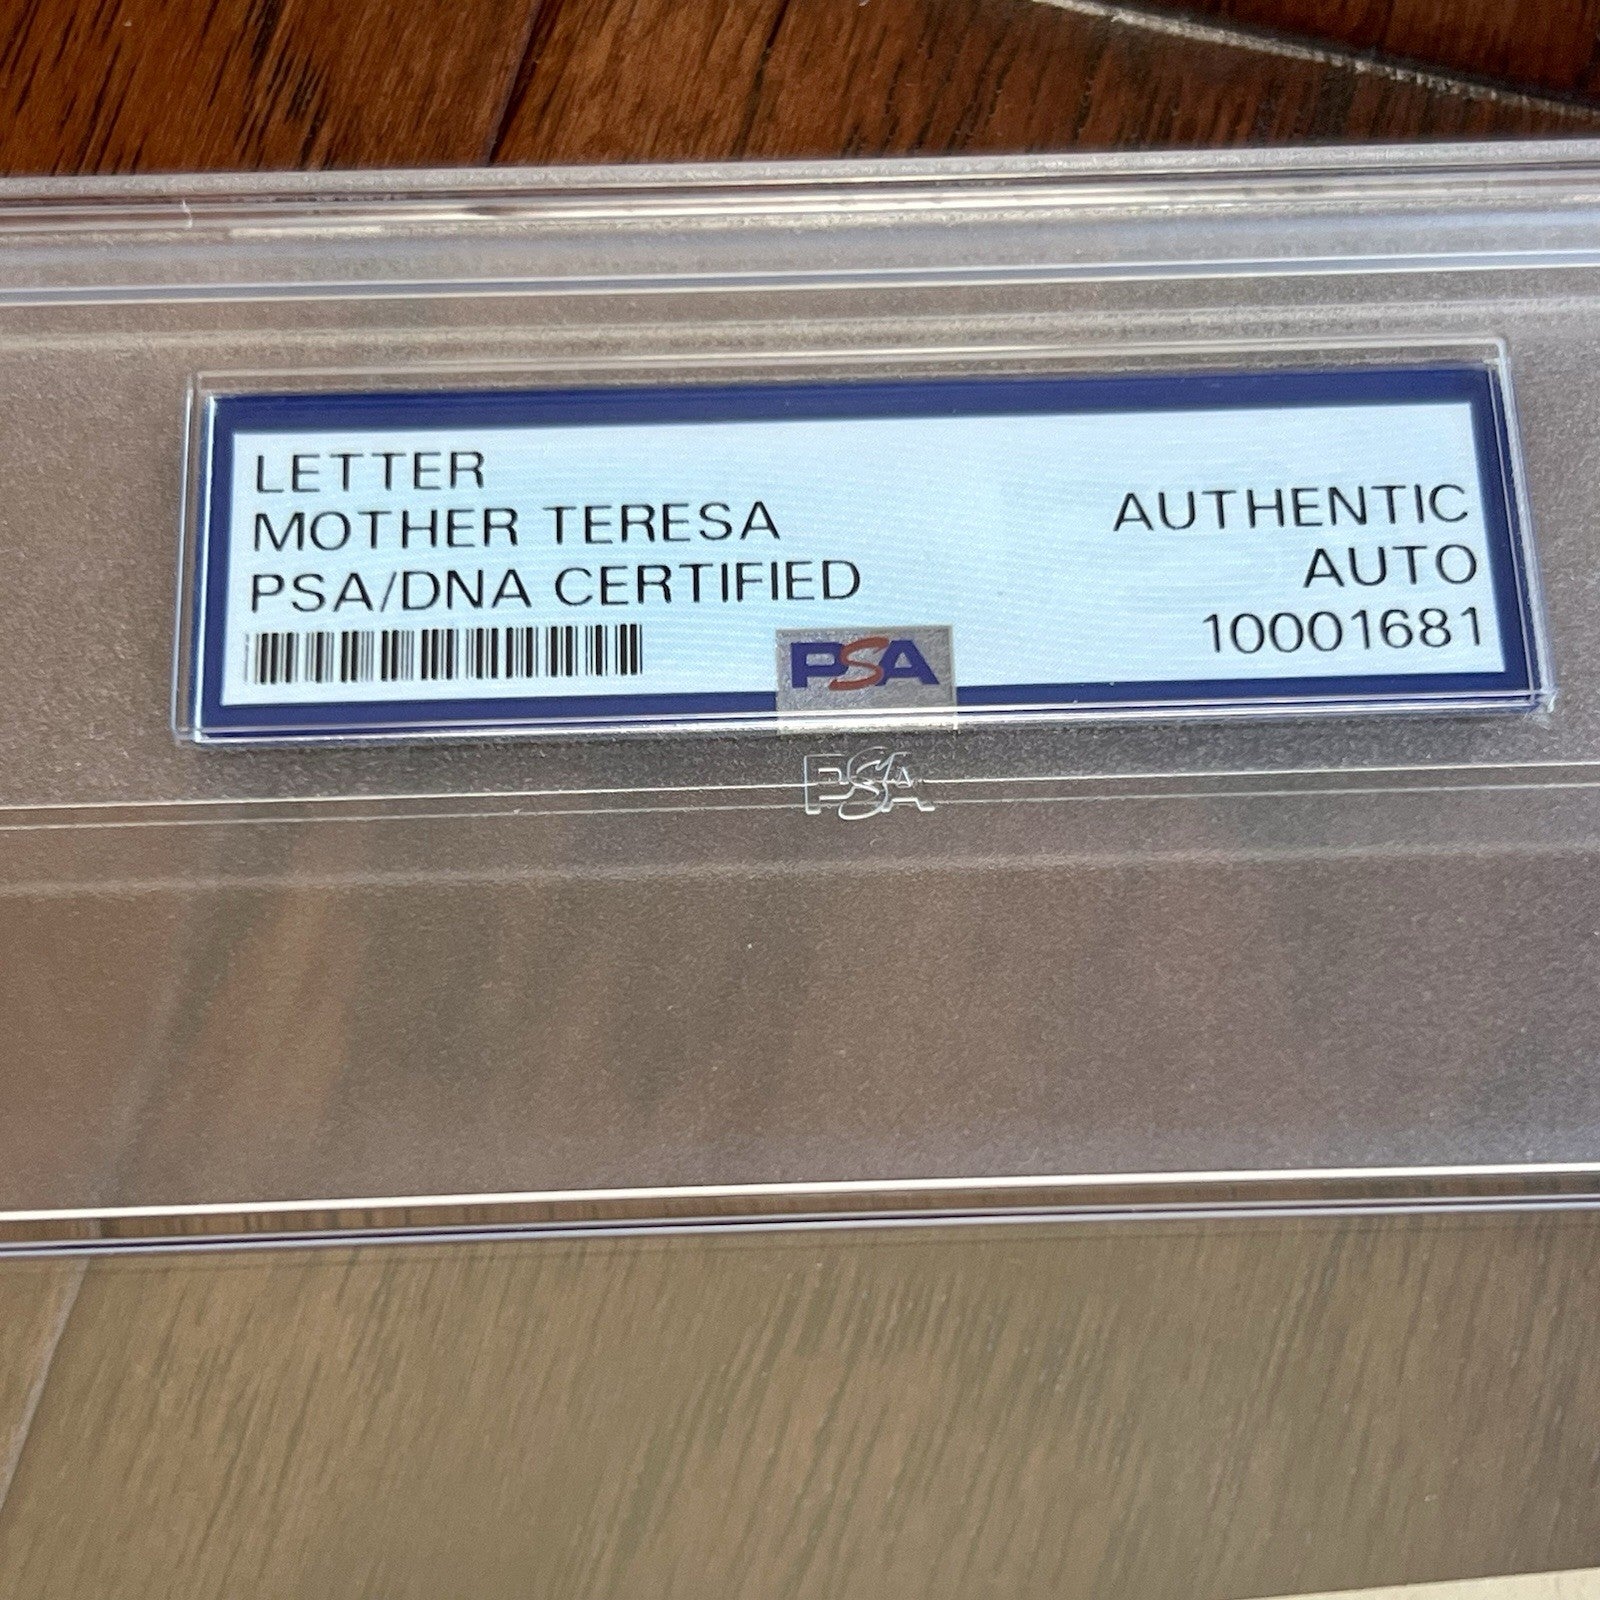 LETTER
MOTHER TERESA
PSA/DNA CERTIFIED
AUTHENTIC
AUTO
10001681
PSA
PSA